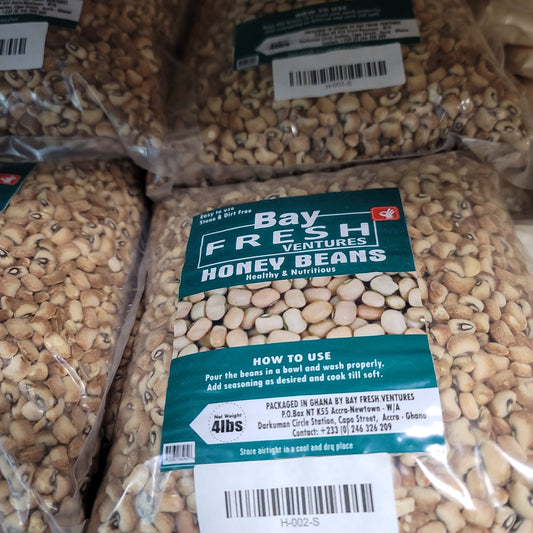 HOW TO USE
4lbs
H-002-S
Easy to use
Stone & Dirt Free
Bay
FRESH
VENTURES
HONEY BEANS
Healthy & Nutritious
HOW TO USE
Pour the beans in a bowl and wash properly.
Add seasoning as desired and cook till soft.
Net Weight
4lbs
PACKAGED IN GHANA BY BAY FRESH VENTURES
P.O.Box NT K55 Accra-Newtown - W/A
Darkuman Circle Station, Capo Street, Accra - Ghana
Contact: +233 (0) 246 326 209
Store airtight in a cool and dry place
H-002-S